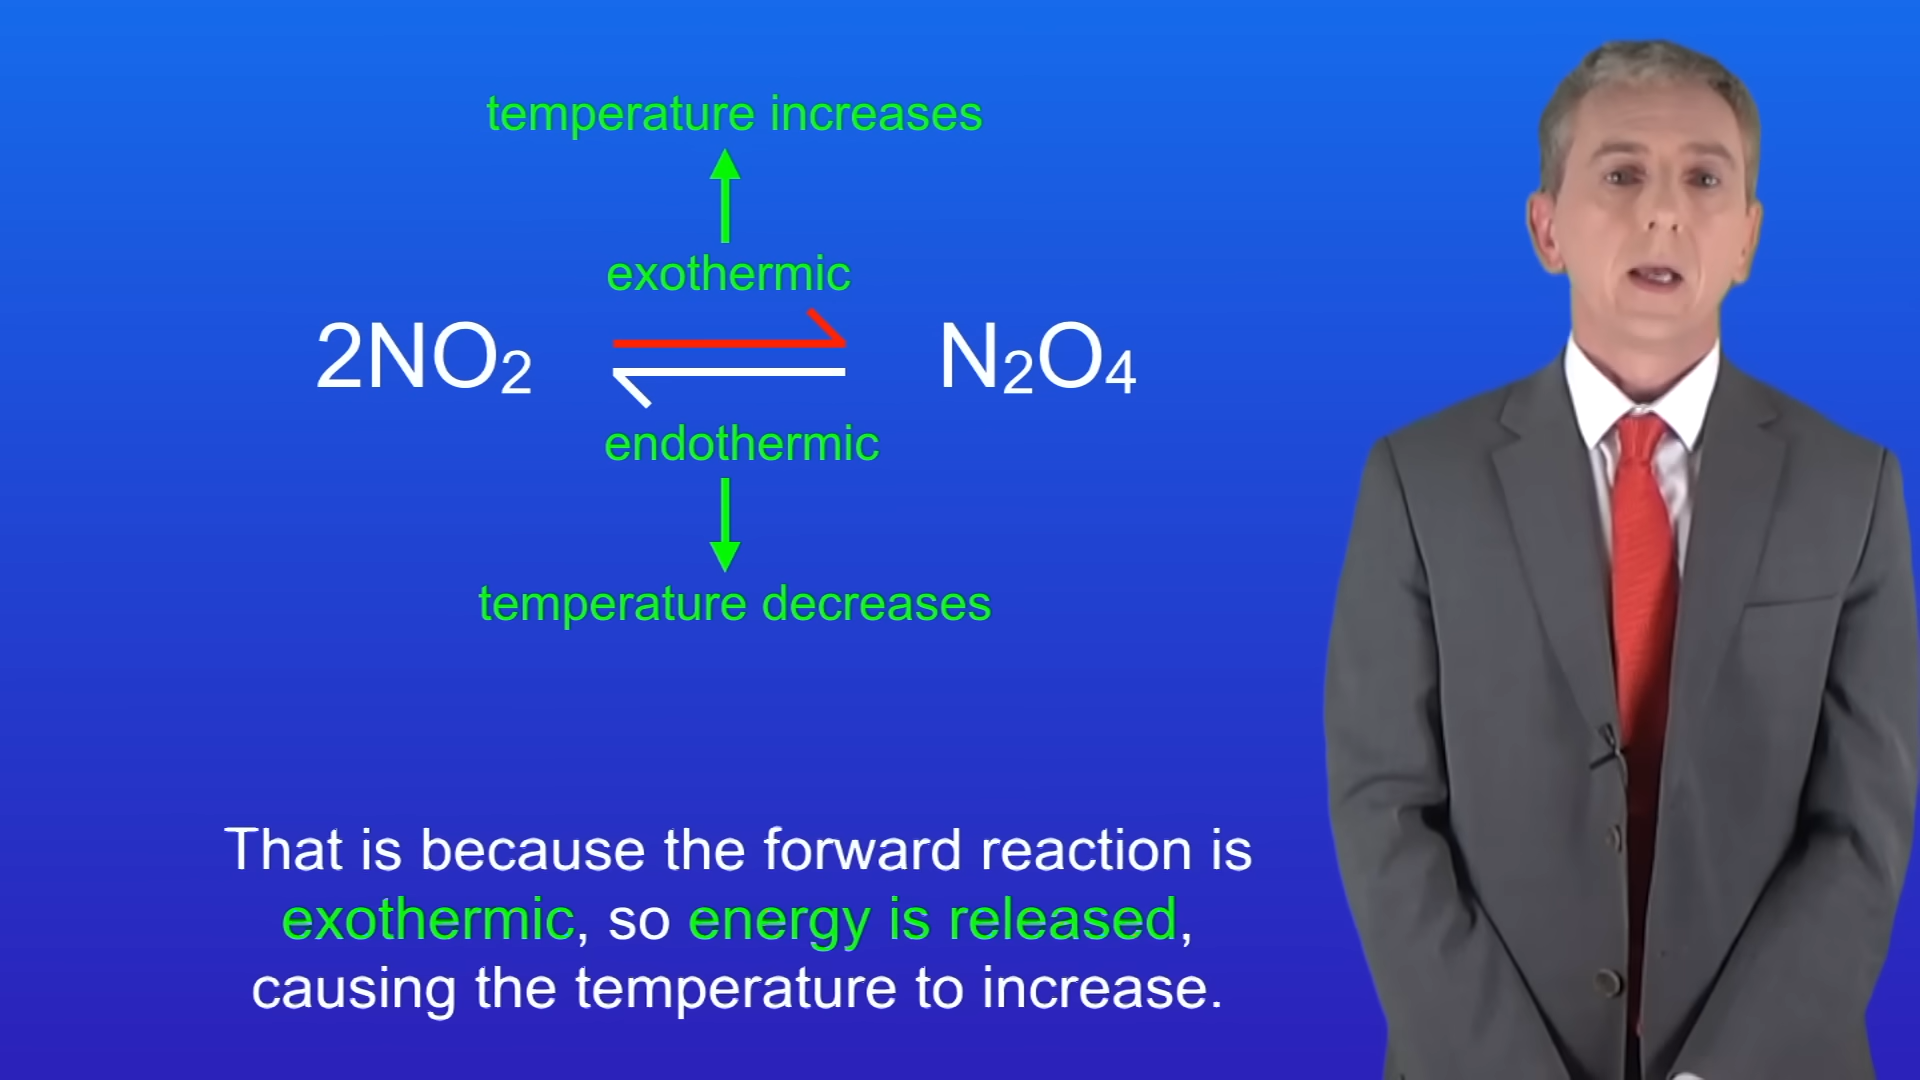 temperature increases
exothermic
2NO₂ ⇌ N₂O₄
endothermic
temperature decreases
That is because the forward reaction is
exothermic, so energy is released,
causing the temperature to increase.